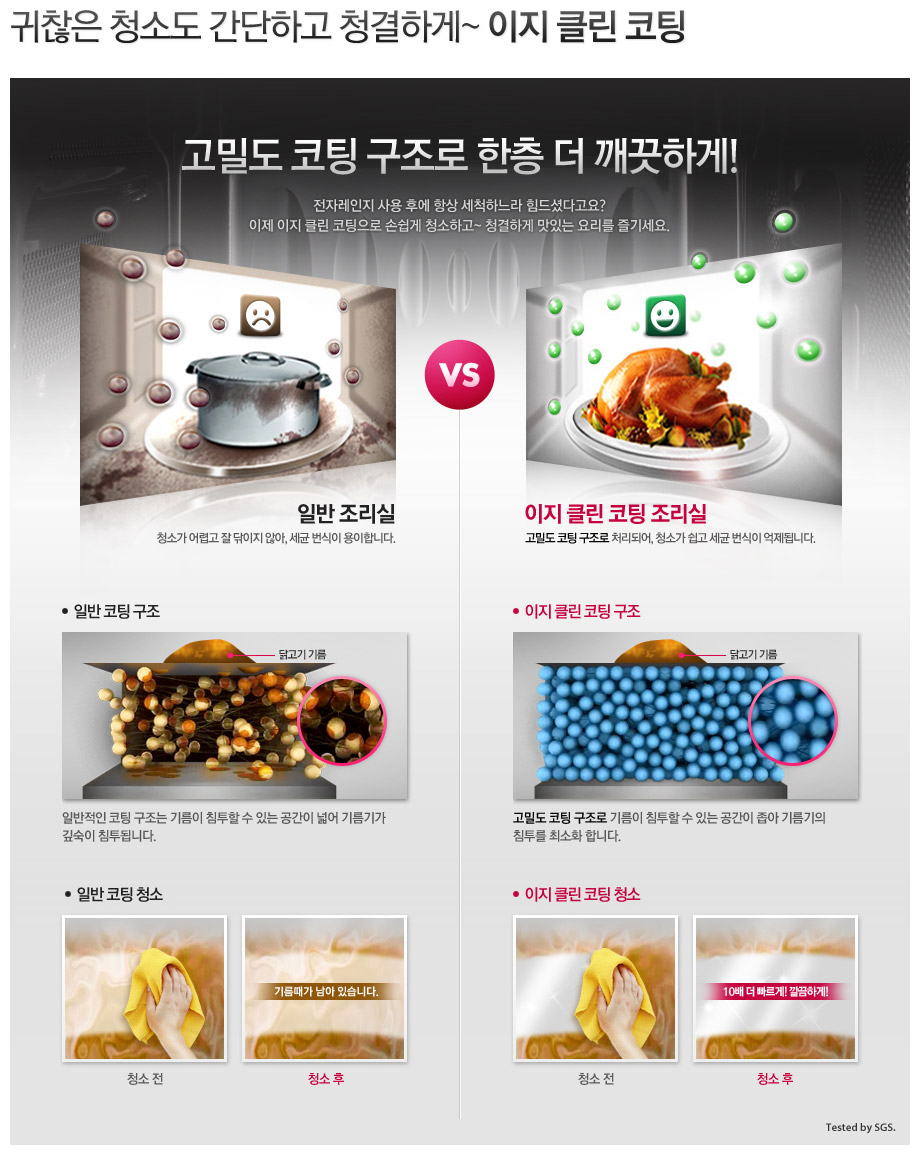 귀찮은 청소도 간단하고 청결하게~ 이지 클린 코팅
고밀도 코팅 구조로 한층 더 깨끗하게!
전자레인지 사용 후에 항상 세척하느라 힘드셨다고요?
이제 이지 클린 코팅으로 손쉽게 청소하고~ 청결하게 맛있는 요리를 즐기세요.
VS
일반 조리실
청소가 어렵고 잘 닦이지 않아, 세균 번식이 용이합니다.
이지 클린 코팅 조리실
고밀도 코팅 구조로 처리되어, 청소가 쉽고 세균 번식이 억제됩니다.
• 일반 코팅 구조
닭고기 기름
일반적인 코팅 구조는 기름이 침투할 수 있는 공간이 넓어 기름기가
깊숙이 침투됩니다.
• 이지 클린 코팅 구조
닭고기 기름
고밀도 코팅 구조로 기름이 침투할 수 있는 공간이 좁아 기름기의
침투를 최소화 합니다.
• 일반 코팅 청소
기름때가 남아 있습니다.
청소 전
청소 후
• 이지 클린 코팅 청소
10배 더 빠르게! 깔끔하게!
청소 전
청소 후
Tested by SGS.